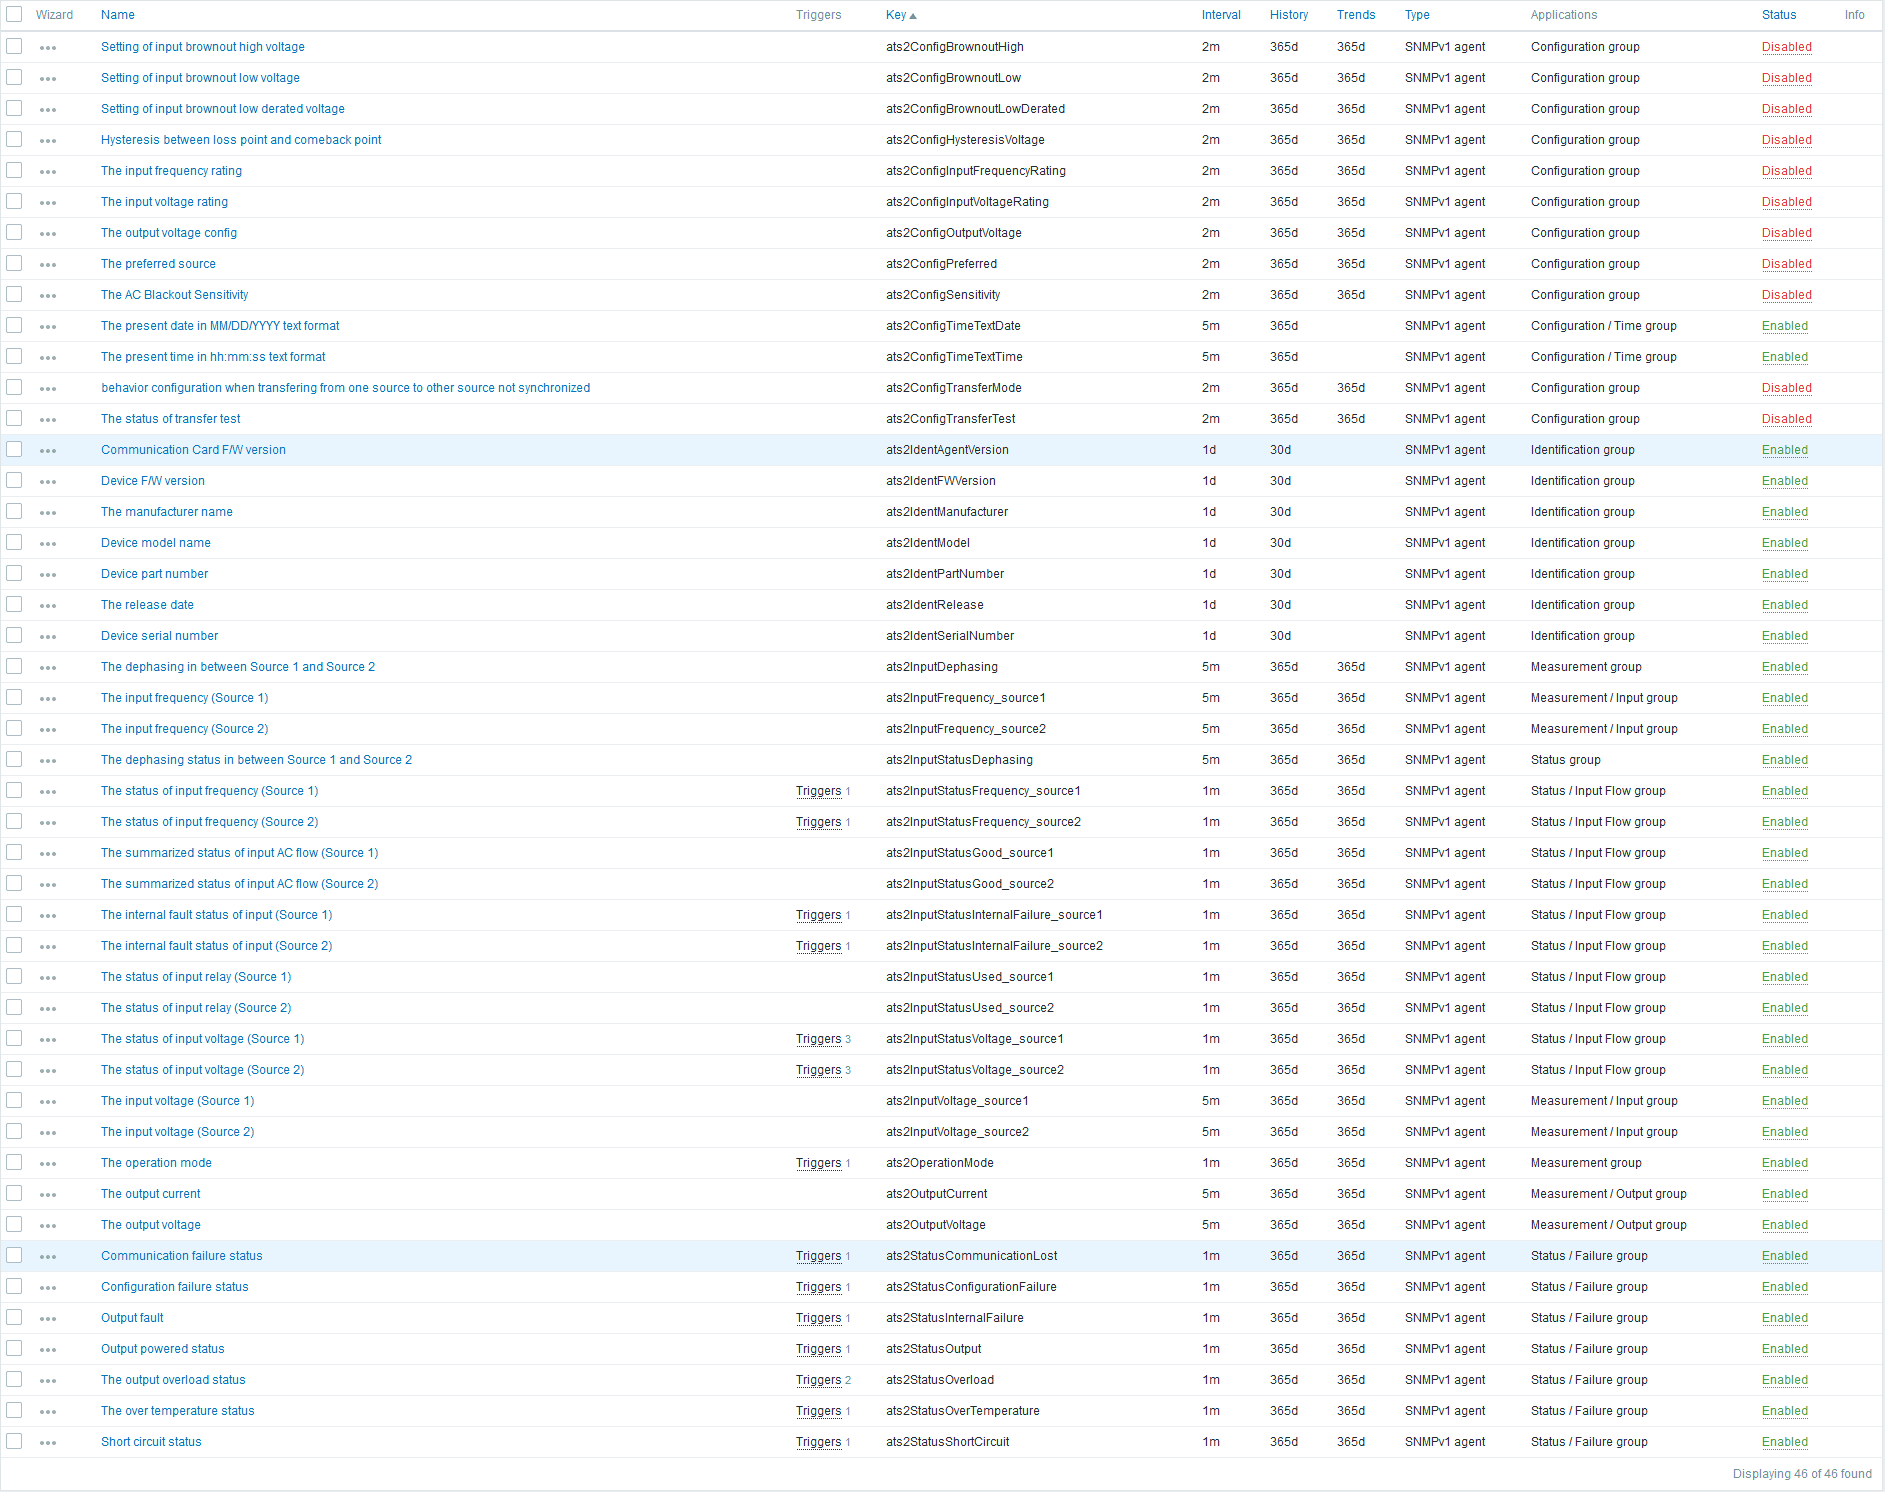 Wizard Name Triggers Key▲ Interval History Trends Type Applications Status Info
Setting of input brownout high voltage ats2ConfigBrownoutHigh 2m 365d 365d SNMPv1 agent Configuration group Disabled
Setting of input brownout low voltage ats2ConfigBrownoutLow 2m 365d 365d SNMPv1 agent Configuration group Disabled
Setting of input brownout low derated voltage ats2ConfigBrownoutLowDerated 2m 365d 365d SNMPv1 agent Configuration group Disabled
Hysteresis between loss point and comeback point ats2ConfigHysteresisVoltage 2m 365d 365d SNMPv1 agent Configuration group Disabled
The input frequency rating ats2ConfigInputFrequencyRating 2m 365d 365d SNMPv1 agent Configuration group Disabled
The input voltage rating ats2ConfigInputVoltageRating 2m 365d 365d SNMPv1 agent Configuration group Disabled
The output voltage config ats2ConfigOutputVoltage 2m 365d 365d SNMPv1 agent Configuration group Disabled
The preferred source ats2ConfigPreferred 2m 365d 365d SNMPv1 agent Configuration group Disabled
The AC Blackout Sensitivity ats2ConfigSensitivity 2m 365d 365d SNMPv1 agent Configuration group Disabled
The present date in MM/DD/YYYY text format ats2ConfigTimeTextDate 5m 365d SNMPv1 agent Configuration / Time group Enabled
The present time in hh:mm:ss text format ats2ConfigTimeTextTime 5m 365d SNMPv1 agent Configuration / Time group Enabled
behavior configuration when transfering from one source to other source not synchronized ats2ConfigTransferMode 2m 365d 365d SNMPv1 agent Configuration group Disabled
The status of transfer test ats2ConfigTransferTest 2m 365d 365d SNMPv1 agent Configuration group Disabled
Communication Card F/W version ats2IdentAgentVersion 1d 30d SNMPv1 agent Identification group Enabled
Device F/W version ats2IdentFWVersion 1d 30d SNMPv1 agent Identification group Enabled
The manufacturer name ats2IdentManufacturer 1d 30d SNMPv1 agent Identification group Enabled
Device model name ats2IdentModel 1d 30d SNMPv1 agent Identification group Enabled
Device part number ats2IdentPartNumber 1d 30d SNMPv1 agent Identification group Enabled
The release date ats2IdentRelease 1d 30d SNMPv1 agent Identification group Enabled
Device serial number ats2IdentSerialNumber 1d 30d SNMPv1 agent Identification group Enabled
The dephasing in between Source 1 and Source 2 ats2InputDephasing 5m 365d 365d SNMPv1 agent Measurement group Enabled
The input frequency (Source 1) ats2InputFrequency_source1 5m 365d 365d SNMPv1 agent Measurement / Input group Enabled
The input frequency (Source 2) ats2InputFrequency_source2 5m 365d 365d SNMPv1 agent Measurement / Input group Enabled
The dephasing status in between Source 1 and Source 2 ats2InputStatusDephasing 5m 365d 365d SNMPv1 agent Status group Enabled
The status of input frequency (Source 1) Triggers 1 ats2InputStatusFrequency_source1 1m 365d 365d SNMPv1 agent Status / Input Flow group Enabled
The status of input frequency (Source 2) Triggers 1 ats2InputStatusFrequency_source2 1m 365d 365d SNMPv1 agent Status / Input Flow group Enabled
The summarized status of input AC flow (Source 1) ats2InputStatusGood_source1 1m 365d 365d SNMPv1 agent Status / Input Flow group Enabled
The summarized status of input AC flow (Source 2) ats2InputStatusGood_source2 1m 365d 365d SNMPv1 agent Status / Input Flow group Enabled
The internal fault status of input (Source 1) Triggers 1 ats2InputStatusInternalFailure_source1 1m 365d 365d SNMPv1 agent Status / Input Flow group Enabled
The internal fault status of input (Source 2) Triggers 1 ats2InputStatusInternalFailure_source2 1m 365d 365d SNMPv1 agent Status / Input Flow group Enabled
The status of input relay (Source 1) ats2InputStatusUsed_source1 1m 365d 365d SNMPv1 agent Status / Input Flow group Enabled
The status of input relay (Source 2) ats2InputStatusUsed_source2 1m 365d 365d SNMPv1 agent Status / Input Flow group Enabled
The status of input voltage (Source 1) Triggers 3 ats2InputStatusVoltage_source1 1m 365d 365d SNMPv1 agent Status / Input Flow group Enabled
The status of input voltage (Source 2) Triggers 3 ats2InputStatusVoltage_source2 1m 365d 365d SNMPv1 agent Status / Input Flow group Enabled
The input voltage (Source 1) ats2InputVoltage_source1 5m 365d 365d SNMPv1 agent Measurement / Input group Enabled
The input voltage (Source 2) ats2InputVoltage_source2 5m 365d 365d SNMPv1 agent Measurement / Input group Enabled
The operation mode Triggers 1 ats2OperationMode 1m 365d 365d SNMPv1 agent Measurement group Enabled
The output current ats2OutputCurrent 5m 365d 365d SNMPv1 agent Measurement / Output group Enabled
The output voltage ats2OutputVoltage 5m 365d 365d SNMPv1 agent Measurement / Output group Enabled
Communication failure status Triggers 1 ats2StatusCommunicationLost 1m 365d 365d SNMPv1 agent Status / Failure group Enabled
Configuration failure status Triggers 1 ats2StatusConfigurationFailure 1m 365d 365d SNMPv1 agent Status / Failure group Enabled
Output fault Triggers 1 ats2StatusInternalFailure 1m 365d 365d SNMPv1 agent Status / Failure group Enabled
Output powered status Triggers 1 ats2StatusOutput 1m 365d 365d SNMPv1 agent Status / Failure group Enabled
The output overload status Triggers 2 ats2StatusOverload 1m 365d 365d SNMPv1 agent Status / Failure group Enabled
The over temperature status Triggers 1 ats2StatusOverTemperature 1m 365d 365d SNMPv1 agent Status / Failure group Enabled
Short circuit status Triggers 1 ats2StatusShortCircuit 1m 365d 365d SNMPv1 agent Status / Failure group Enabled
Displaying 46 of 46 found